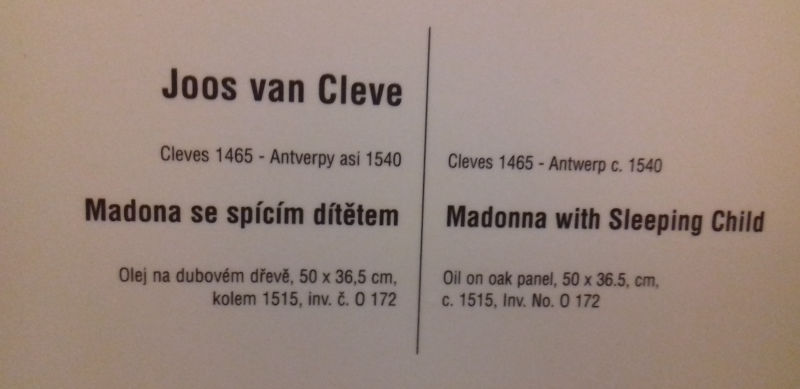 Joos van Cleve
Cleves 1465 - Antverpy asi 1540
Madona se spícím dítětem
Olej na dubovém dřevě, 50 x 36,5 cm,
kolem 1515, inv. č. O 172
Cleves 1465 - Antwerp c. 1540
Madonna with Sleeping Child
Oil on oak panel, 50 x 36.5, cm,
c. 1515, Inv. No. O 172